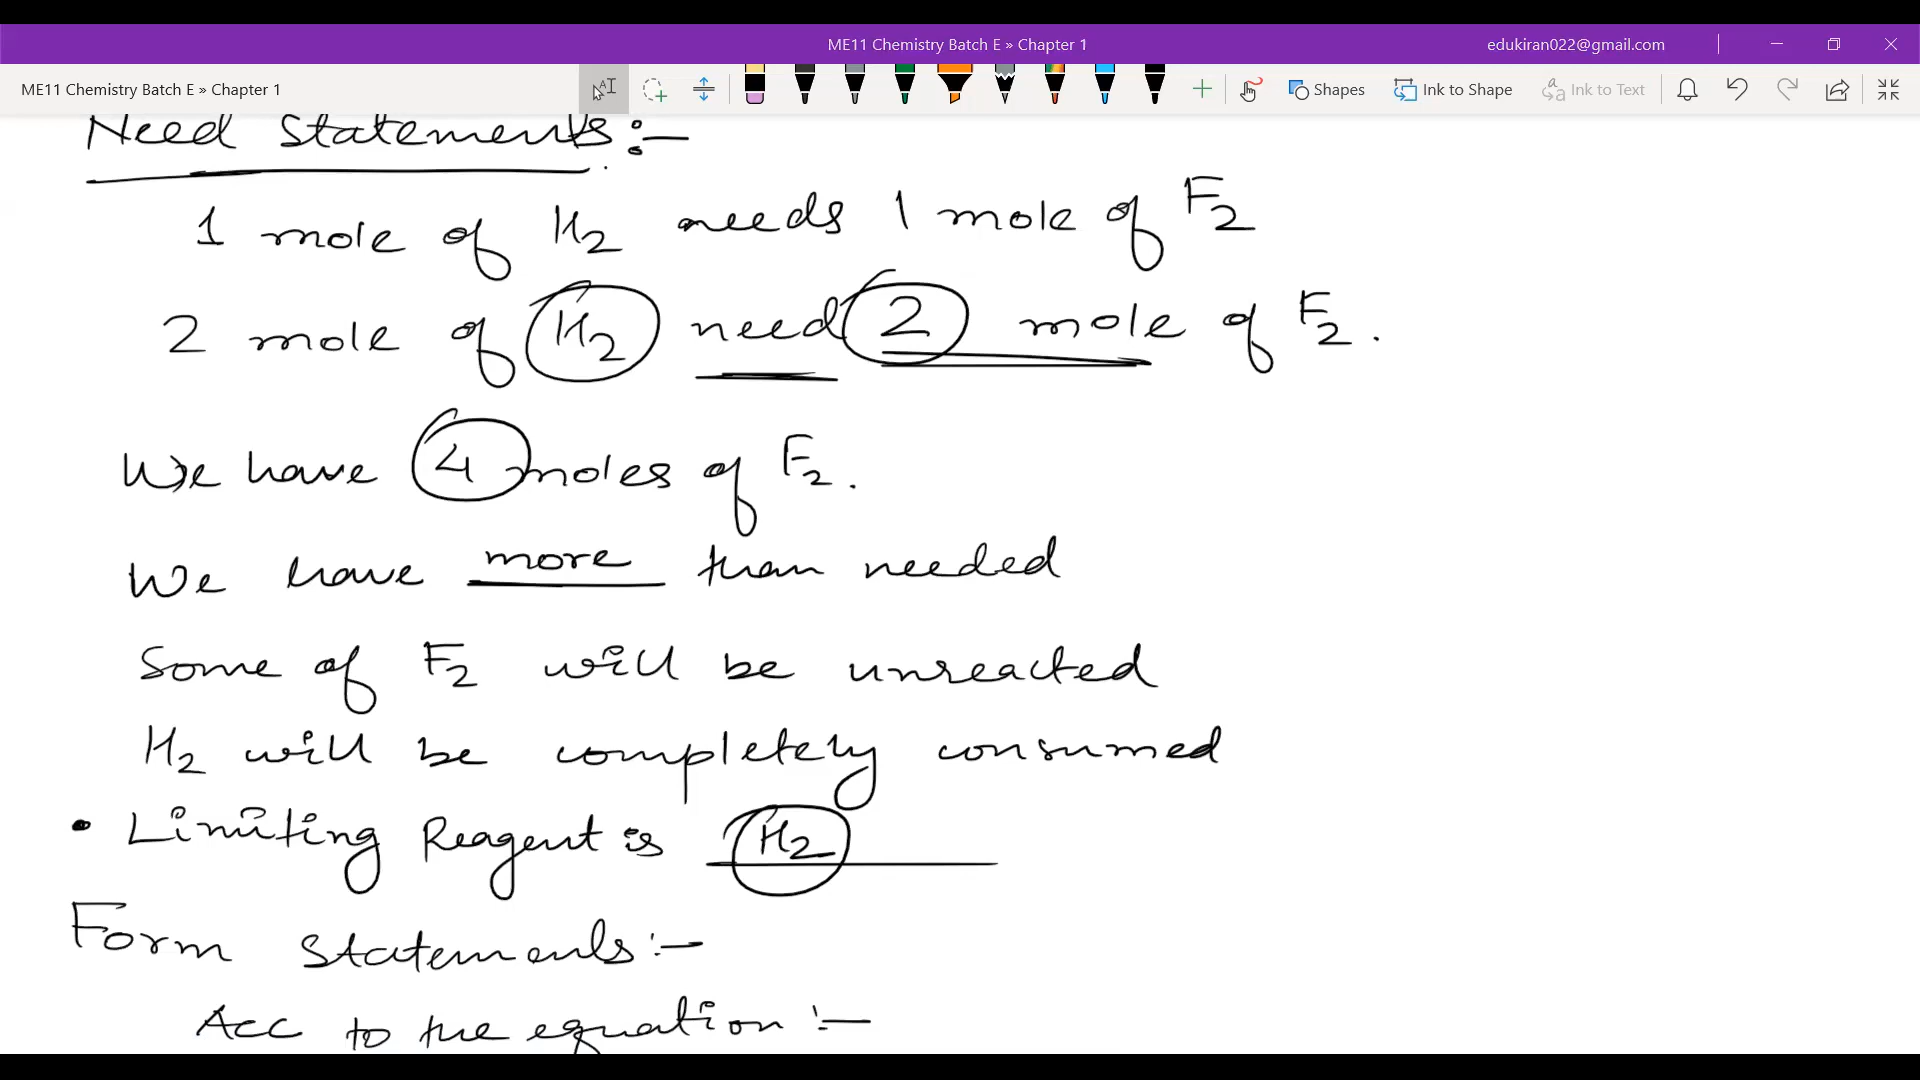 ME11 Chemistry Batch E » Chapter 1
edukiran022@gmail.com
ME11 Chemistry Batch E » Chapter 1
Shapes
Ink to Shape
Ink to Text
Need Statements :-
1 mole of H2 needs 1 mole of F2
2 mole of H2 need 2 mole of F2.
We have 4 moles of F2.
We have more than needed
Some of F2 will be unreacted
H2 will be completely consumed
• Limiting Reagent is H2
Form Statements :-
Acc to the equation :-